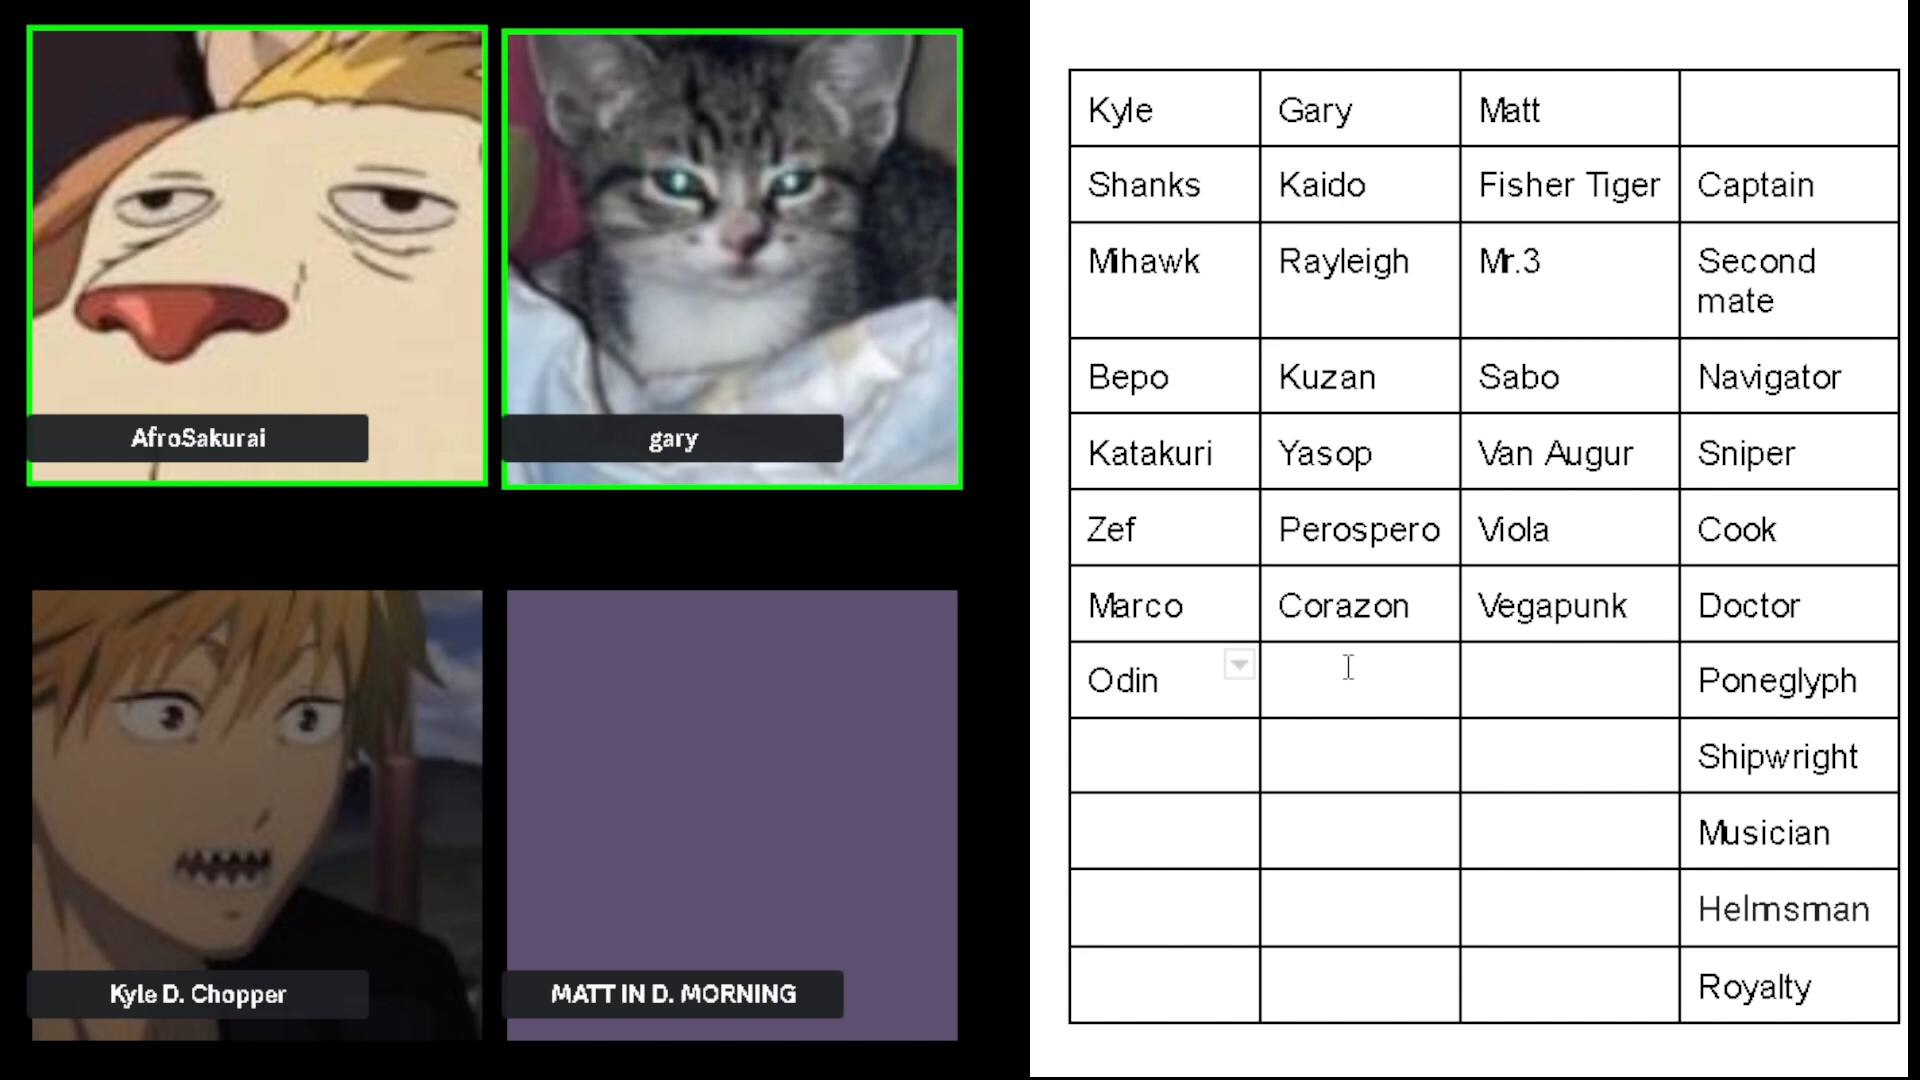 AfroSakurai
gary
Kyle D. Chopper
MATT IN D. MORNING
Kyle Gary Matt
Shanks Kaido Fisher Tiger Captain
Mihawk Rayleigh Mr.3 Second
mate
Bepo Kuzan Sabo Navigator
Katakuri Yasop Van Augur Sniper
Zef Perospero Viola Cook
Marco Corazon Vegapunk Doctor
Odin Poneglyph
Shipwright
Musician
Helmsman
Royalty